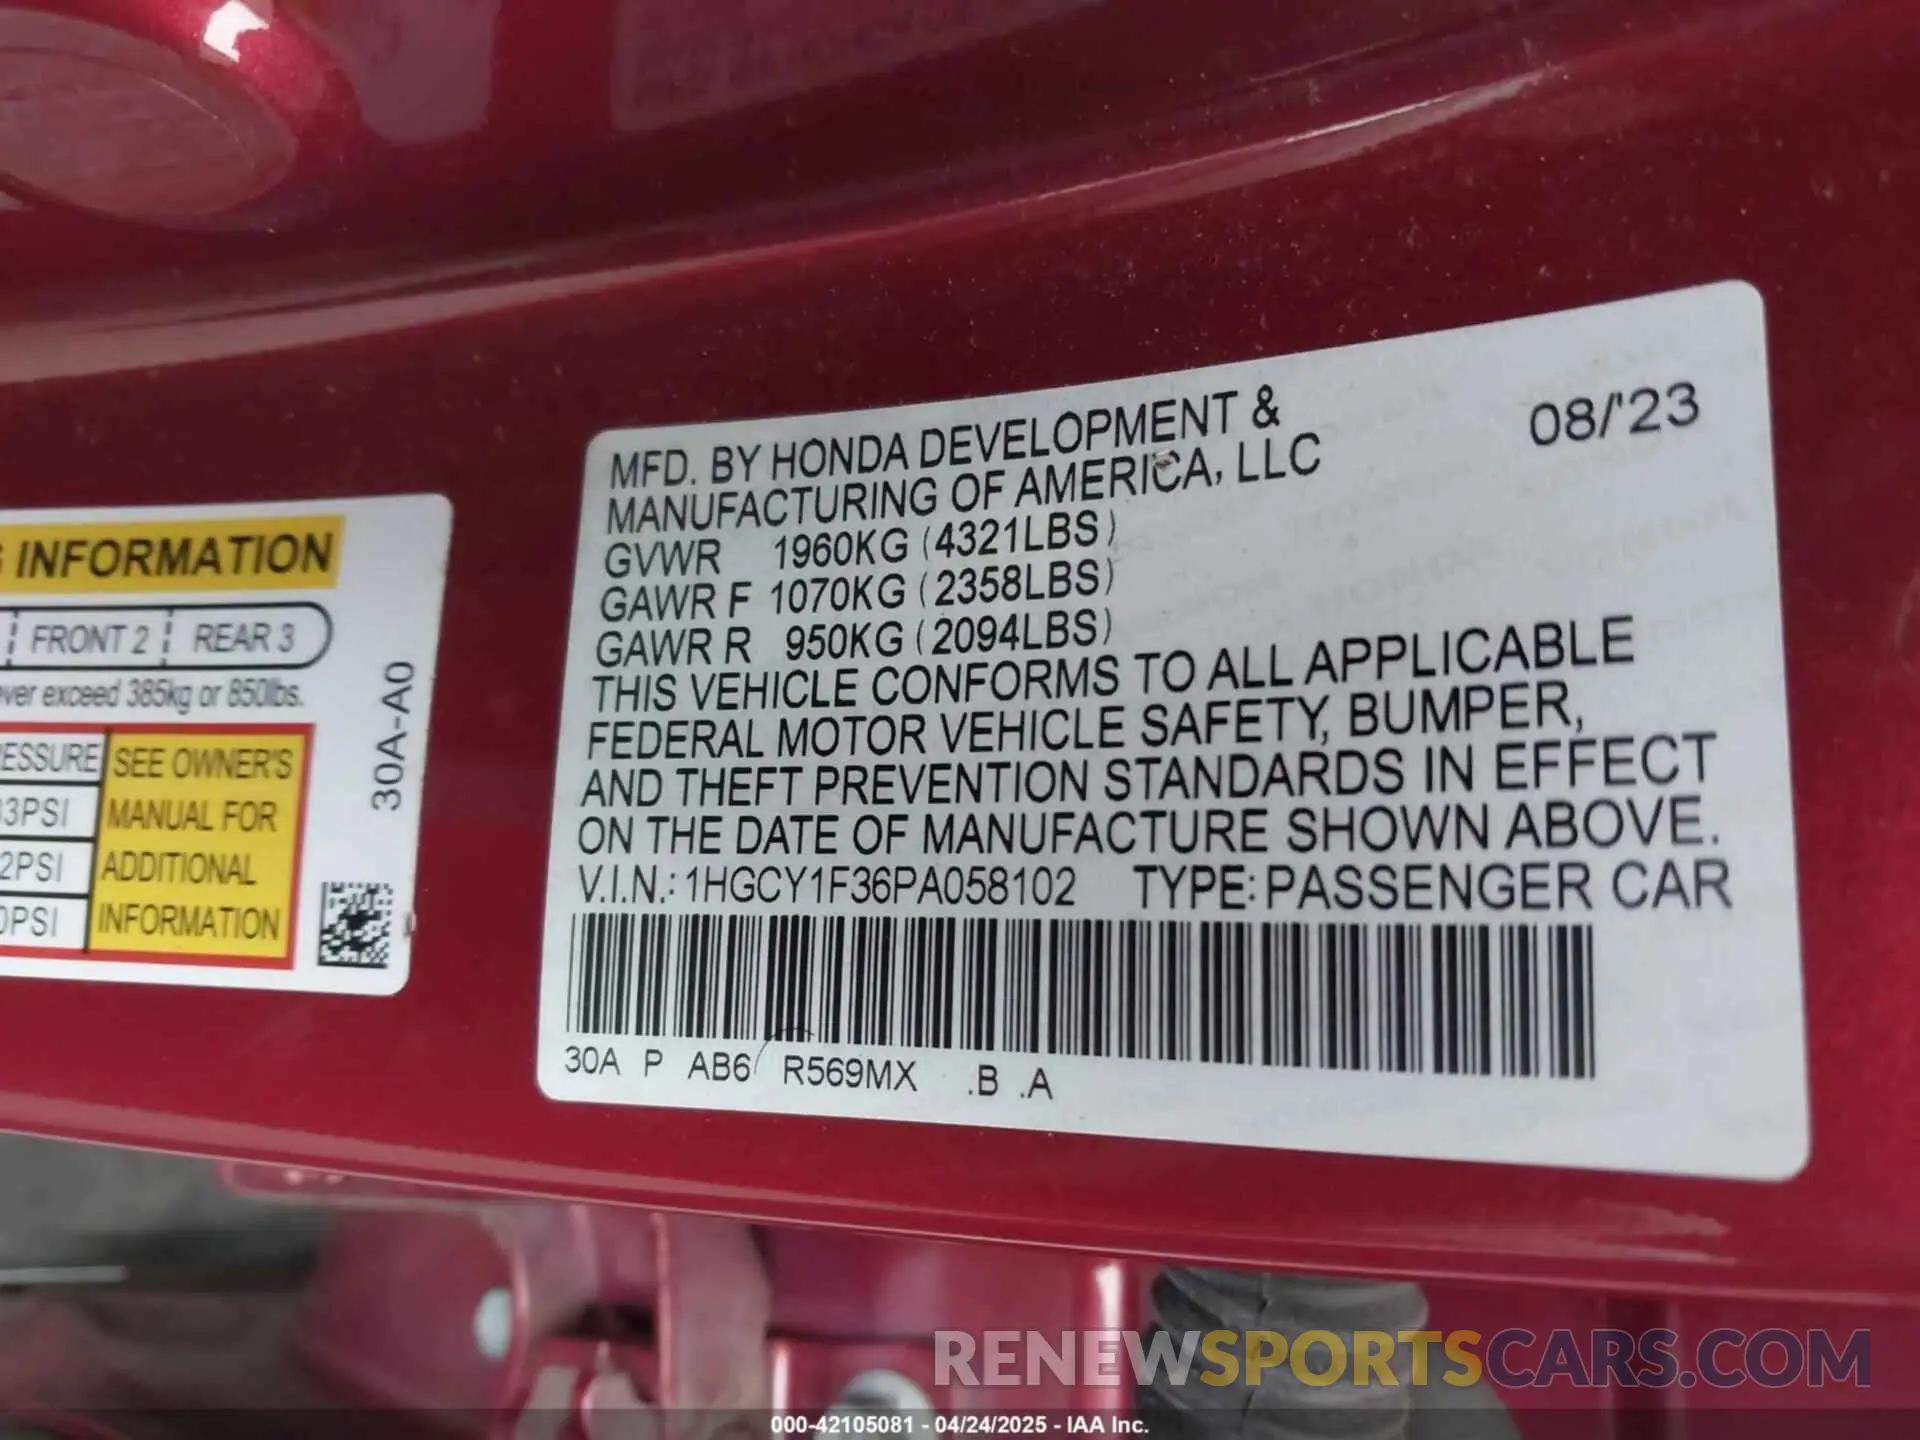 INFORMATION
FRONT 2 REAR 3
exceed 385kg or 850lbs.
SEE OWNER'S
MANUAL FOR
ADDITIONAL
INFORMATION
30A-A0
08/'23
MFD. BY HONDA DEVELOPMENT &
MANUFACTURING OF AMERICA, LLC
GVWR 1960KG (4321LBS)
GAWR F 1070KG (2358LBS)
GAWR R 950KG (2094LBS)
THIS VEHICLE CONFORMS TO ALL APPLICABLE
FEDERAL MOTOR VEHICLE SAFETY, BUMPER,
AND THEFT PREVENTION STANDARDS IN EFFECT
ON THE DATE OF MANUFACTURE SHOWN ABOVE.
V.I.N.: 1HGCY1F36PA058102 TYPE: PASSENGER CAR
30A P AB6 R569MX .B .A
RENEWSPORTSCARS.COM
000-42105081 - 04/24/2025 - IAA Inc.